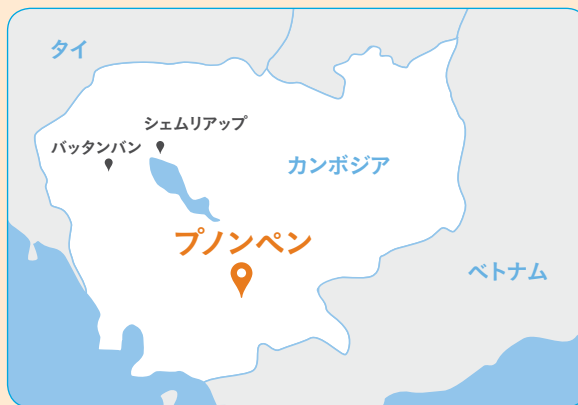 タイ
シェムリアップ
バッタンバン
カンボジア
プノンペン
ベトナム